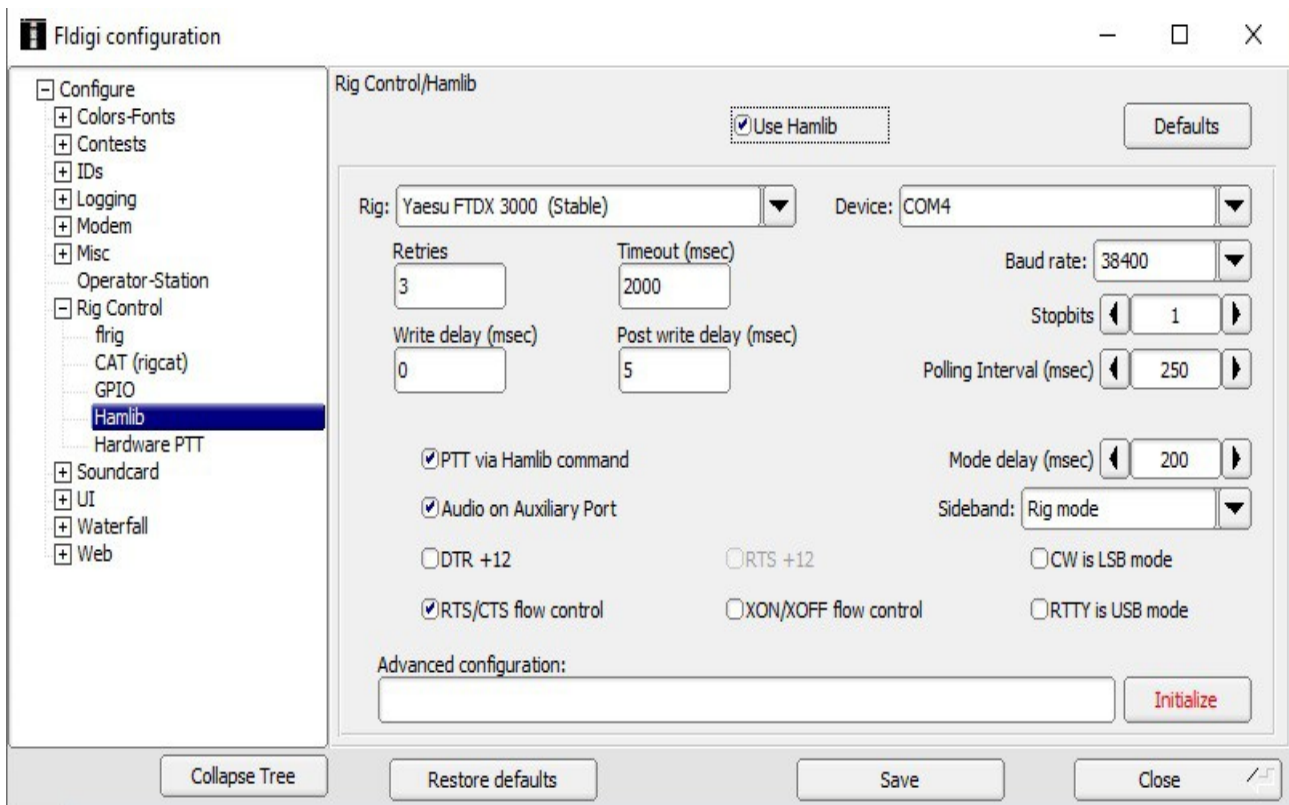 Fldigi configuration
Configure
Colors-Fonts
Contests
IDs
Logging
Modem
Misc
Operator-Station
Rig Control
flrig
CAT (rigcat)
GPIO
Hamlib
Hardware PTT
Soundcard
UI
Waterfall
Web
Collapse Tree
Rig Control/Hamlib
Use Hamlib
Defaults
Rig: Yaesu FTDX 3000 (Stable)
Device: COM4
Retries
3
Timeout (msec)
2000
Baud rate: 38400
Stopbits 1
Write delay (msec)
0
Post write delay (msec)
5
Polling Interval (msec) 250
PTT via Hamlib command
Mode delay (msec) 200
Audio on Auxiliary Port
Sideband: Rig mode
DTR +12
RTS +12
CW is LSB mode
RTS/CTS flow control
XON/XOFF flow control
RTTY is USB mode
Advanced configuration:
Initialize
Restore defaults
Save
Close